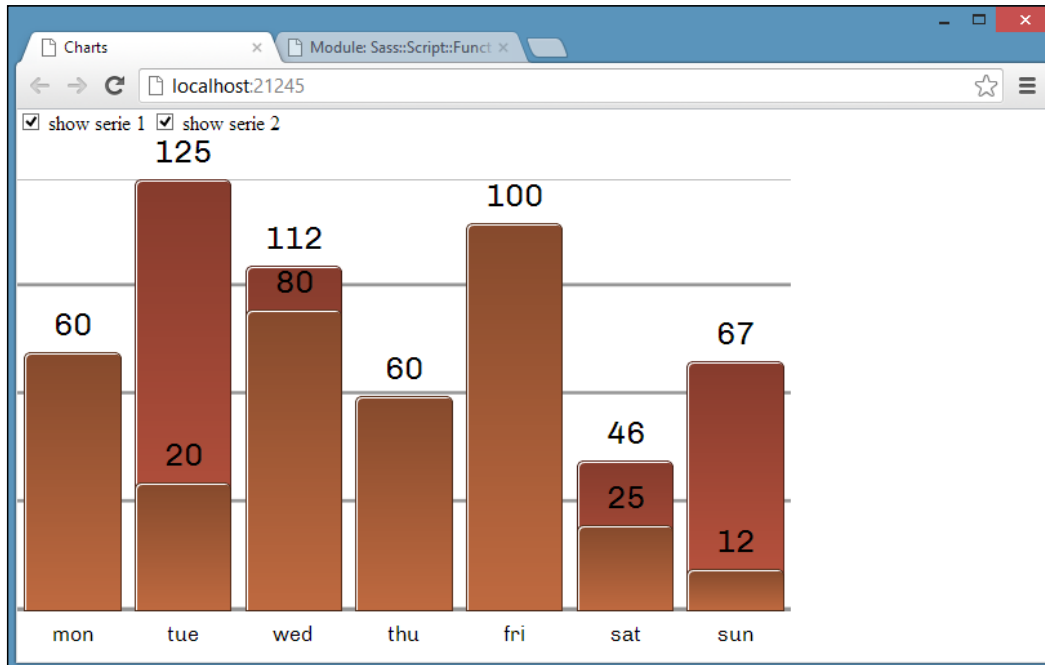 Charts
Module: Sass::Script::Funct
localhost:21245
show serie 1 show serie 2
125
100
112
80
60
67
60
46
20
25
12
mon tue wed thu fri sat sun